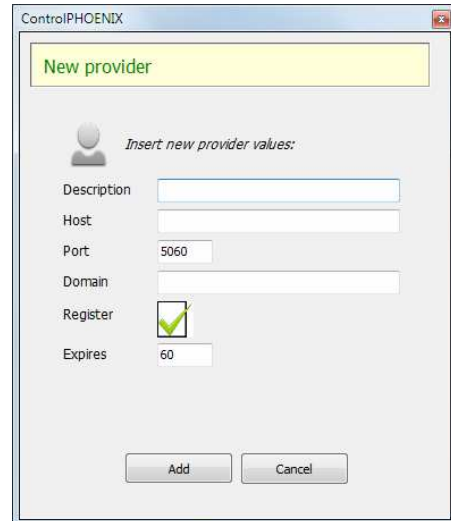 ControlPHOENIX
New provider
Insert new provider values:
Description
Host
Port 5060
Domain
Register
Expires 60
Add Cancel